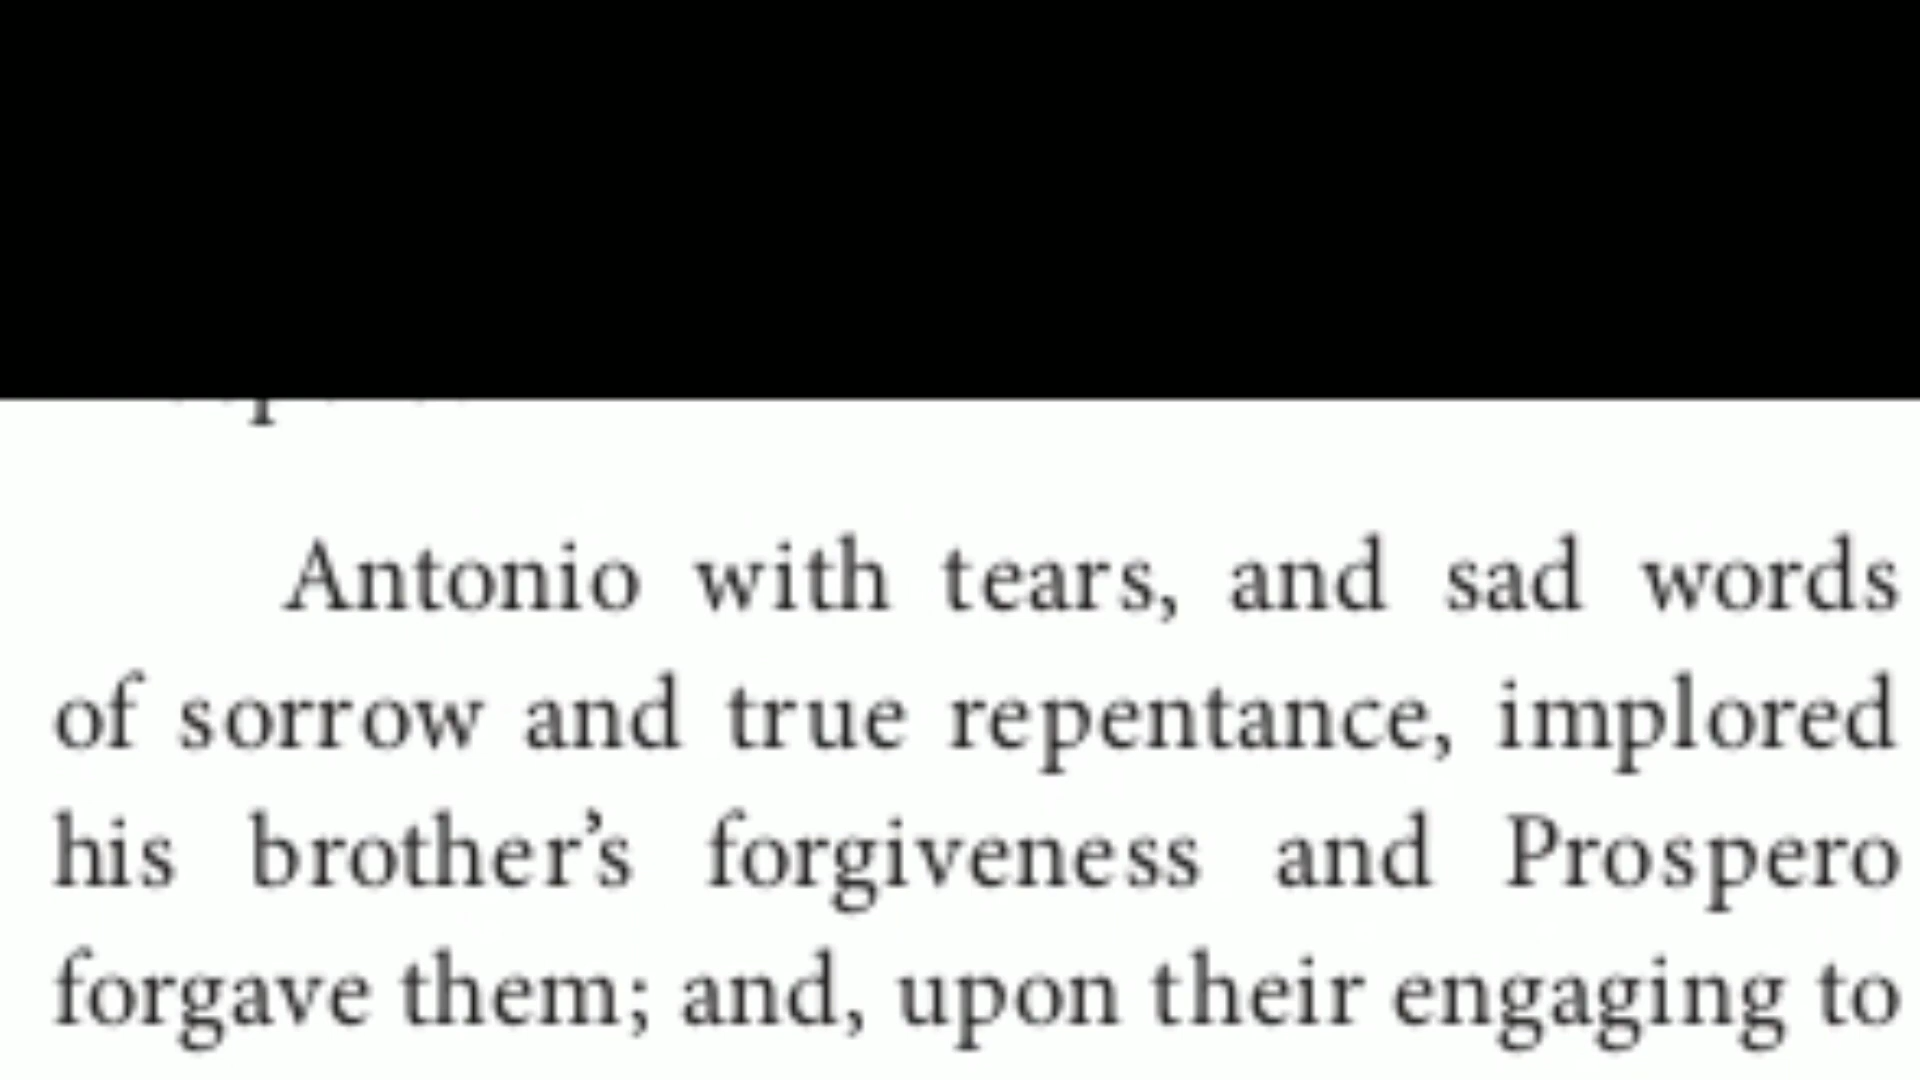 Antonio with tears, and sad words
of sorrow and true repentance, implored
his brother’s forgiveness and Prospero
forgave them; and, upon their engaging to